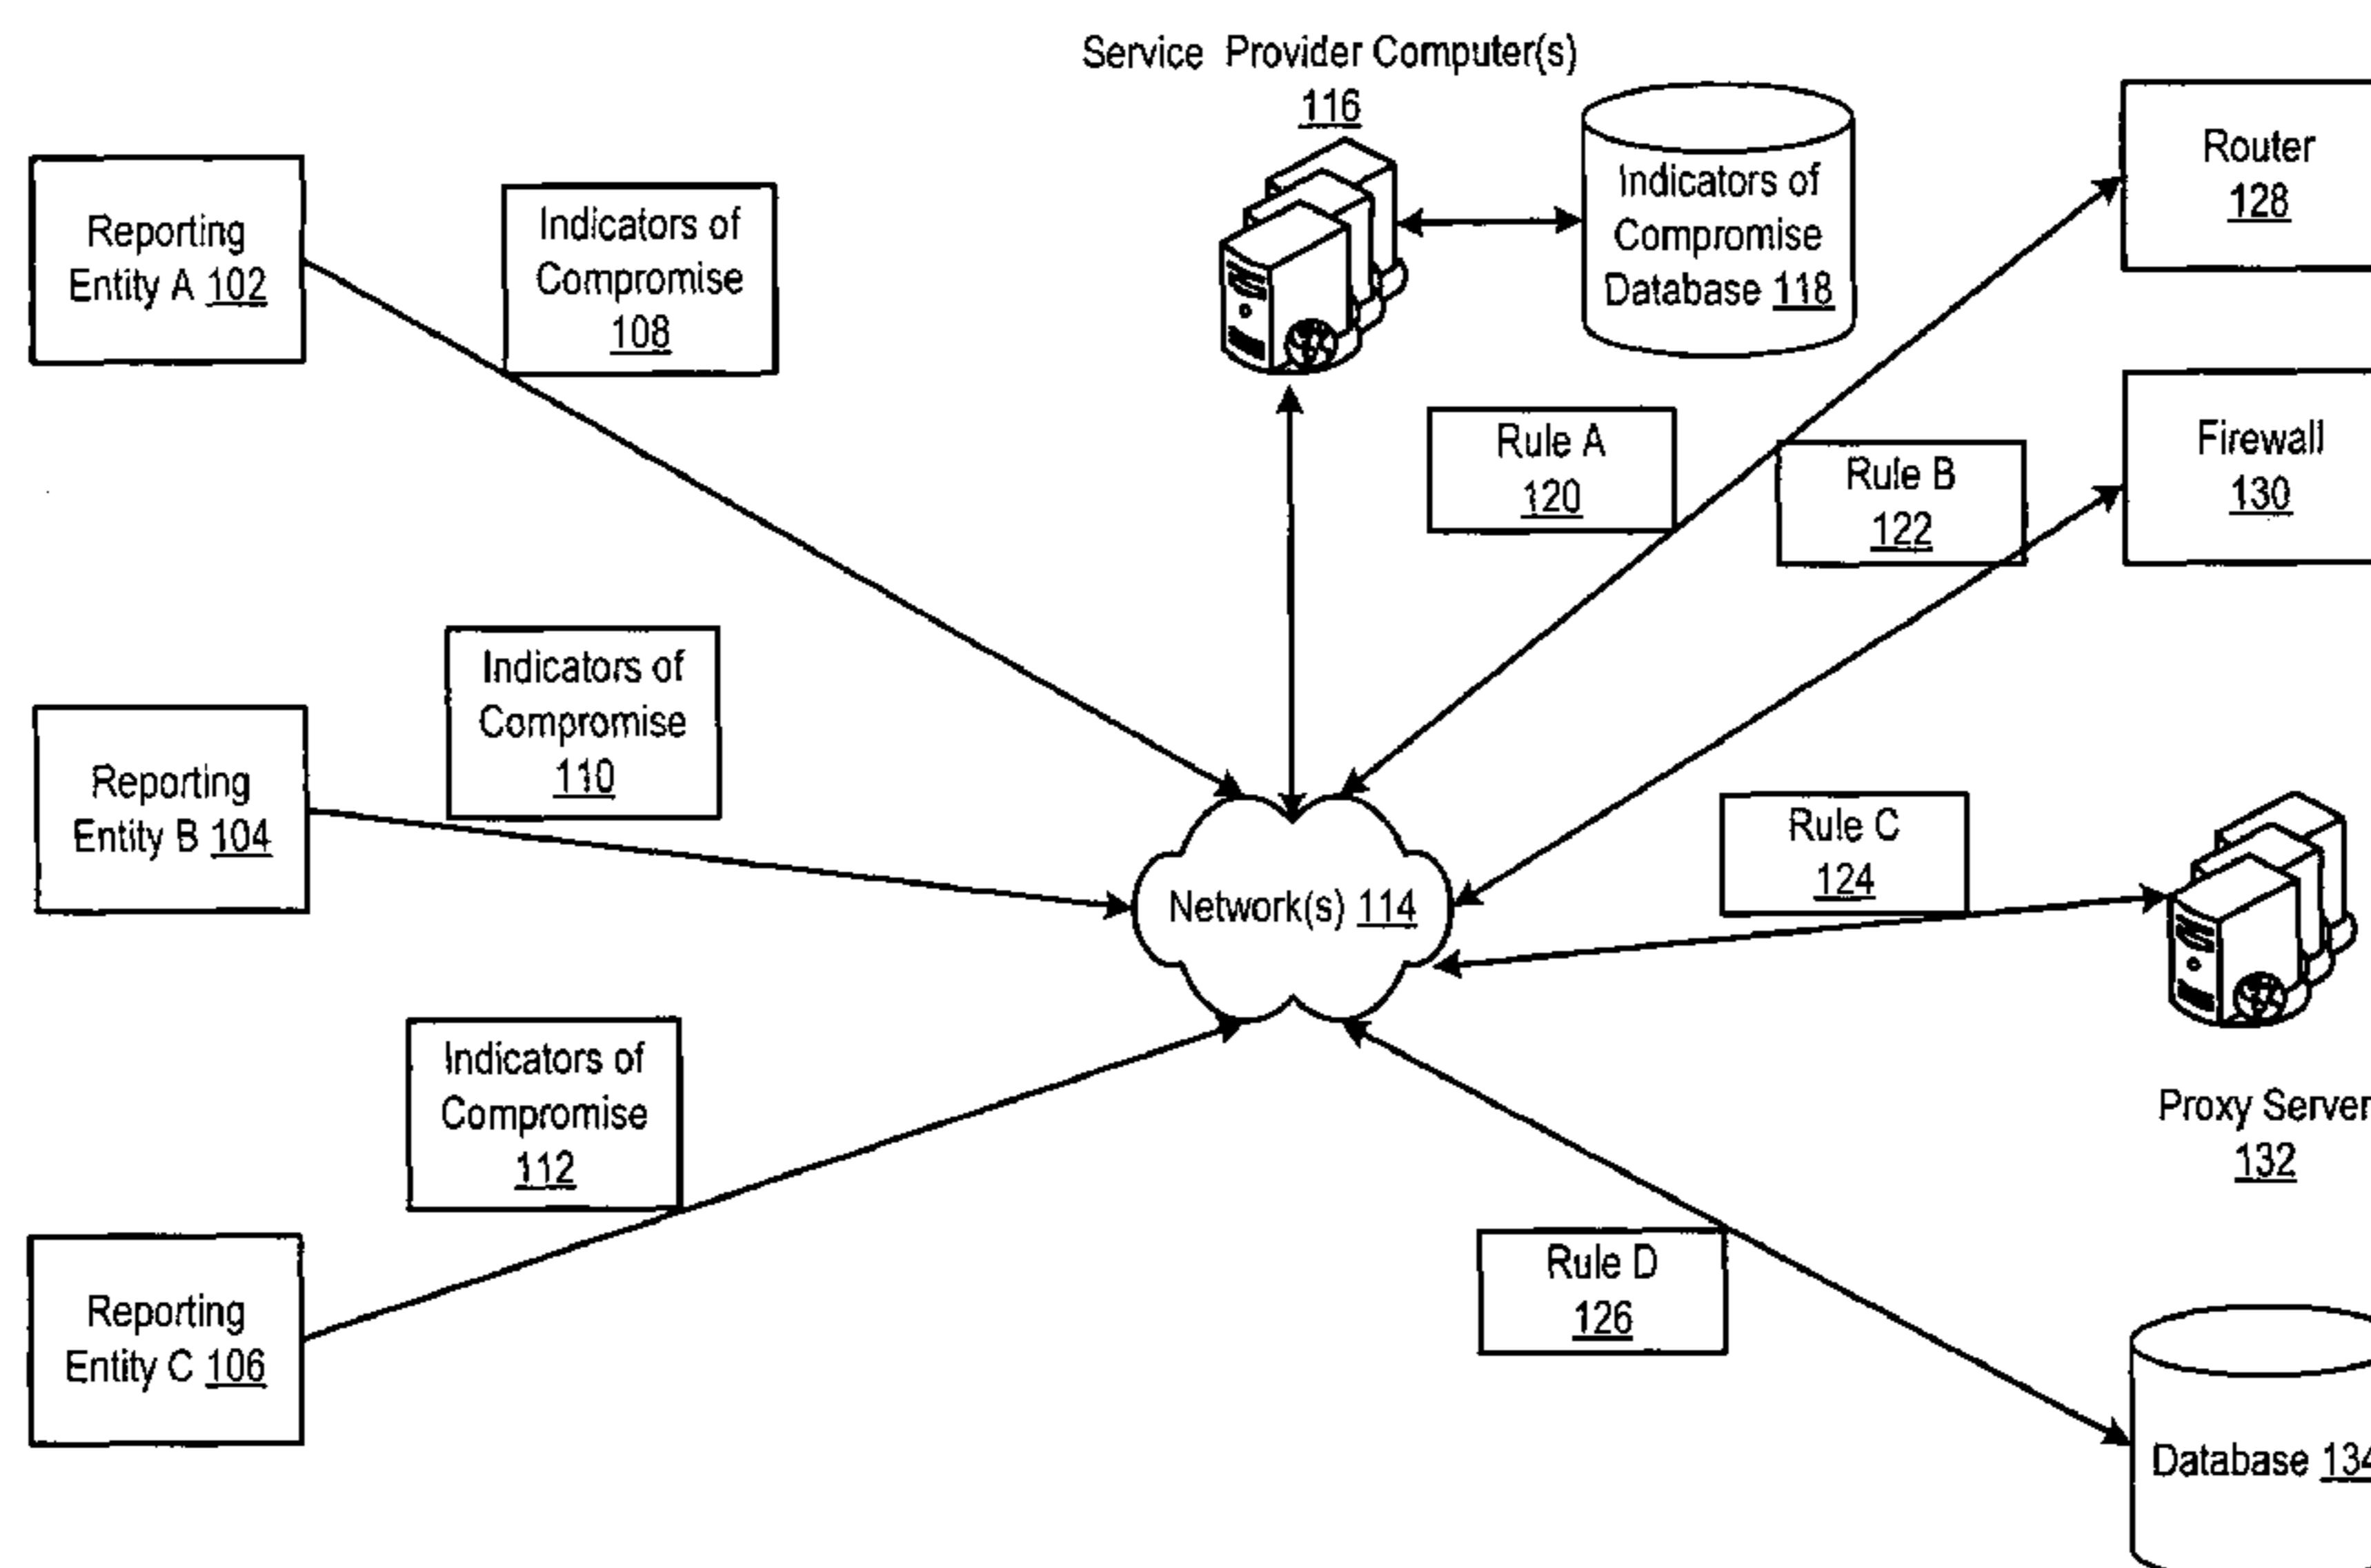 Service Provider Computer(s)
116
Reporting
Entity A 102
Indicators of
Compromise
108
Indicators of
Compromise
Database 118
Router
128
Rule A
120
Rule B
122
Firewall
130
Reporting
Entity B 104
Indicators of
Compromise
110
Network(s) 114
Rule C
124
Proxy Server
132
Reporting
Entity C 106
Indicators of
Compromise
112
Rule D
126
Database 134